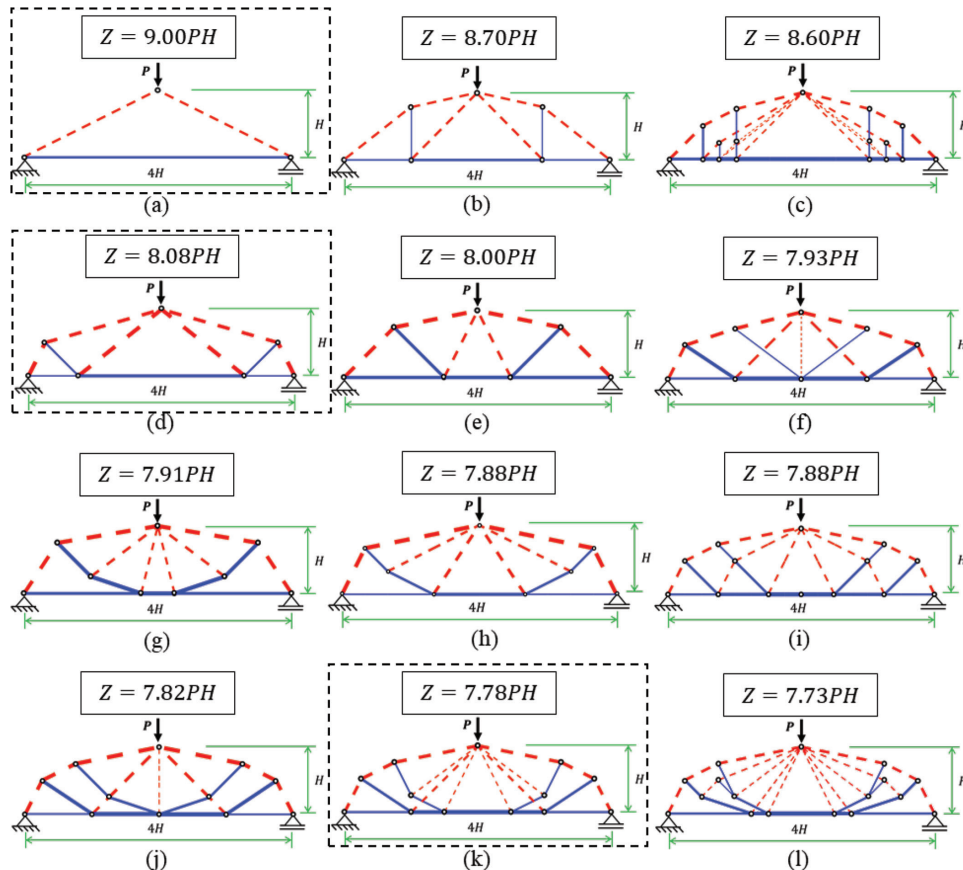 Z = 9.00PH
Z = 8.70PH
Z = 8.60PH
P
P
P
H
H
H
4H
4H
4H
(a)
(b)
(c)
Z = 8.08PH
Z = 8.00PH
Z = 7.93PH
P
P
P
H
H
H
4H
4H
4H
(d)
(e)
(f)
Z = 7.91PH
Z = 7.88PH
Z = 7.88PH
P
P
P
H
H
H
4H
4H
4H
(g)
(h)
(i)
Z = 7.82PH
Z = 7.78PH
Z = 7.73PH
P
P
P
H
H
H
4H
4H
4H
(j)
(k)
(l)